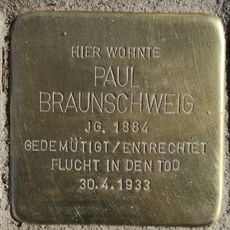 HIER WOHNTE
PAUL
BRAUNSCHWEIG
JG. 1884
GEDEMÜTIGT/ENTRECHTET
FLUCHT IN DEN TOD
30.4.1933